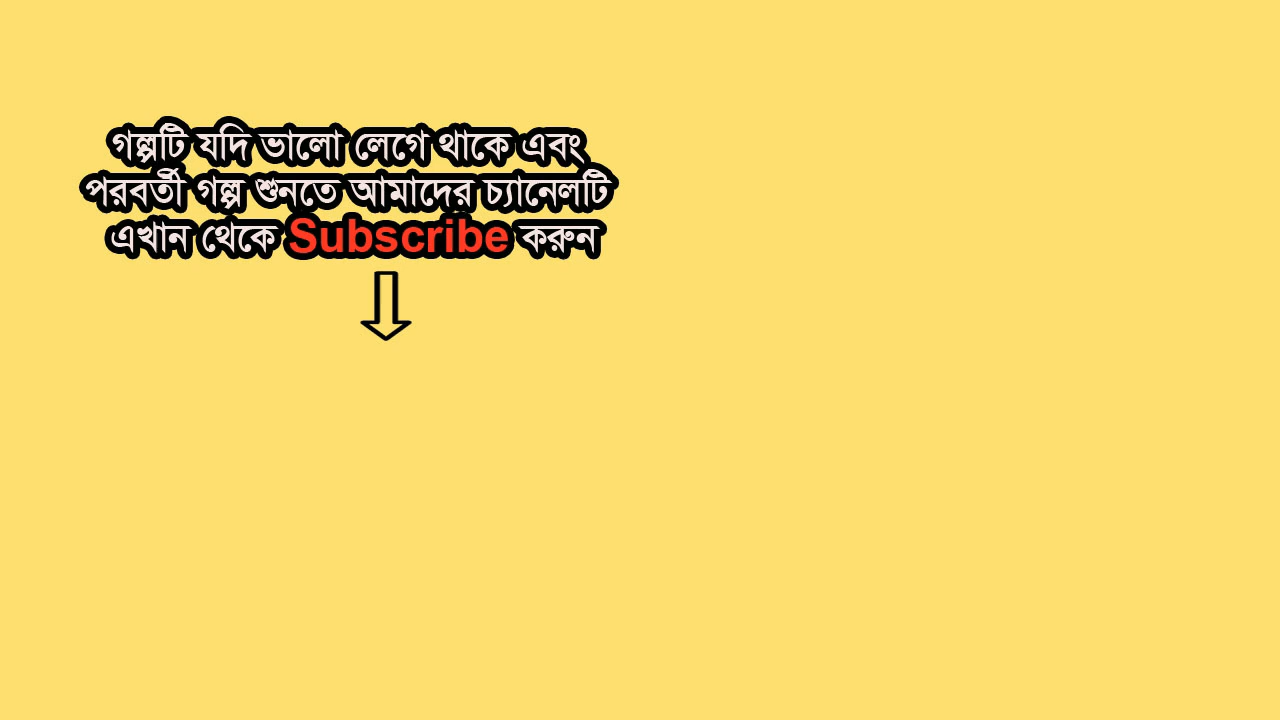 গল্পটি যদি ভালো লেগে থাকে এবং
পরবর্তী গল্প শুনতে আমাদের চ্যানেলটি
এখান থেকে Subscribe করুন